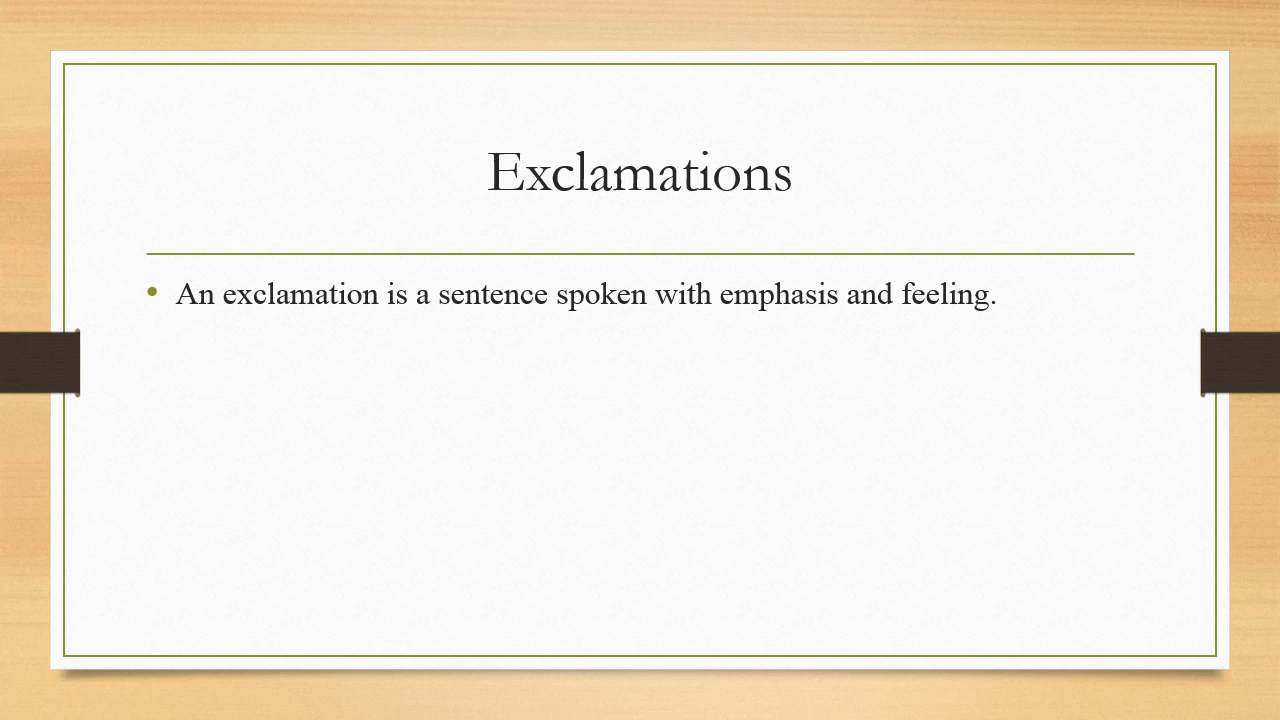 Exclamations
An exclamation is a sentence spoken with emphasis and feeling.